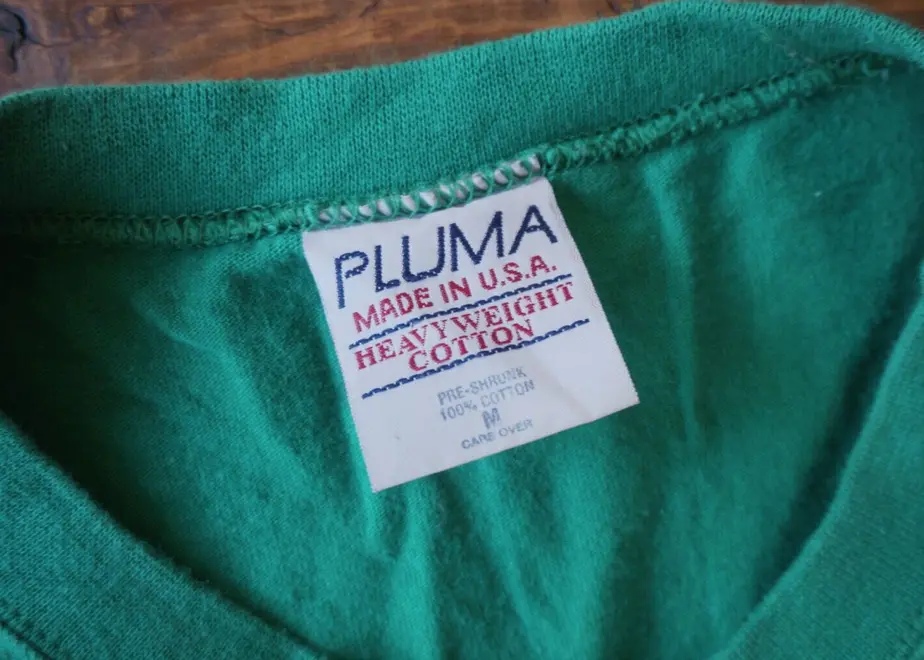 PLUMA
MADE IN U.S.A.
HEAVYWEIGHT
COTTON
PRE-SHRUNK
100% COTTON
M
CARE OVER